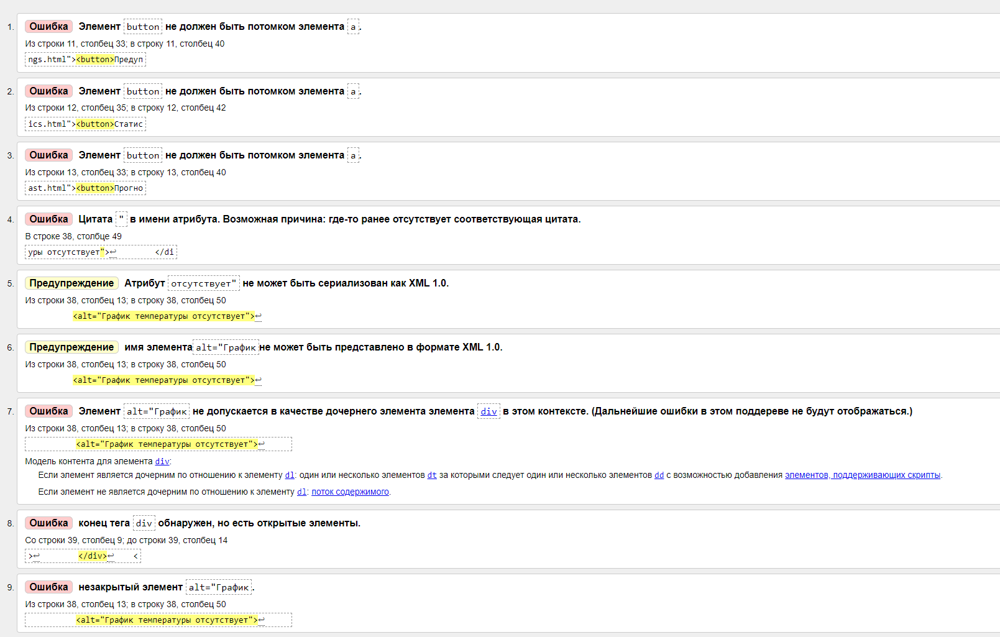 1. Ошибка Элемент button не должен быть потомком элемента a.
Из строки 11, столбец 33; в строку 11, столбец 40
ngs.html"><button>Предуп
2. Ошибка Элемент button не должен быть потомком элемента a.
Из строки 12, столбец 35; в строку 12, столбец 42
ics.html"><button>Статис
3. Ошибка Элемент button не должен быть потомком элемента a.
Из строки 13, столбец 33; в строку 13, столбец 40
ast.html"><button>Прогно
4. Ошибка Цитата " в имени атрибута. Возможная причина: где-то ранее отсутствует соответствующая цитата.
В строке 38, столбце 49
уры отсутствует">↩ </di
5. Предупреждение Атрибут отсутствует" не может быть сериализован как XML 1.0.
Из строки 38, столбец 13; в строку 38, столбец 50
<alt="График температуры отсутствует">↩
6. Предупреждение имя элемента alt="График не может быть представлено в формате XML 1.0.
Из строки 38, столбец 13; в строку 38, столбец 50
<alt="График температуры отсутствует">↩
7. Ошибка Элемент alt="График не допускается в качестве дочернего элемента элемента div в этом контексте. (Дальнейшие ошибки в этом поддереве не будут отображаться.)
Из строки 38, столбец 13; в строку 38, столбец 50
<alt="График температуры отсутствует">↩
Модель контента для элемента div:
Если элемент является дочерним по отношению к элементу dl: один или несколько элементов dt за которыми следует один или несколько элементов dd с возможностью добавления элементов, поддерживающих скрипты.
Если элемент не является дочерним по отношению к элементу dl: поток содержимого.
8. Ошибка конец тега div обнаружен, но есть открытые элементы.
Со строки 39, столбец 9; до строки 39, столбец 14
>↩ </div>↩ <
9. Ошибка незакрытый элемент alt="График.
Из строки 38, столбец 13; в строку 38, столбец 50
<alt="График температуры отсутствует">↩